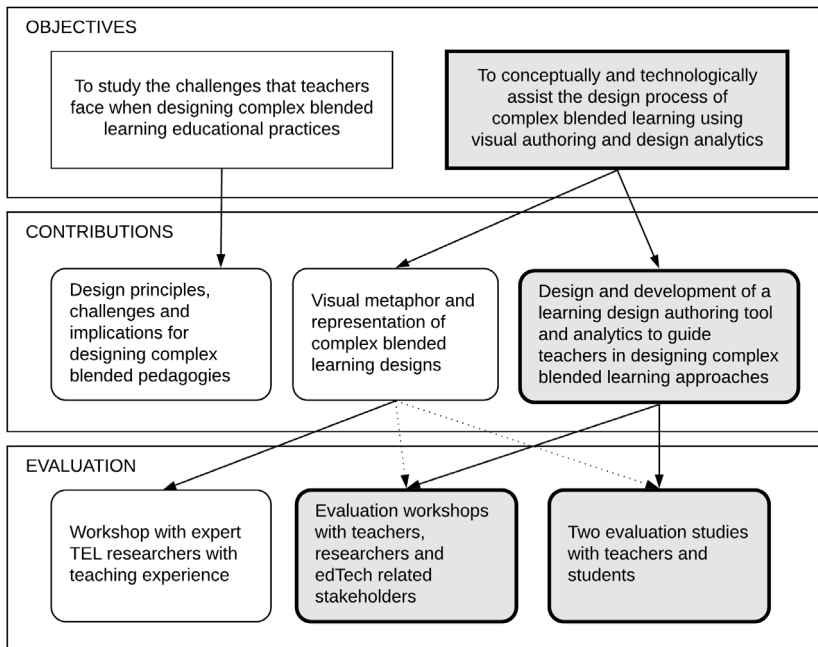 OBJECTIVES
To study the challenges that teachers
face when designing complex blended
learning educational practices
To conceptually and technologically
assist the design process of
complex blended learning using
visual authoring and design analytics
CONTRIBUTIONS
Design principles,
challenges and
implications for
designing complex
blended pedagogies
Visual metaphor and
representation of
complex blended
learning designs
Design and development of a
learning design authoring tool
and analytics to guide
teachers in designing complex
blended learning approaches
EVALUATION
Workshop with expert
TEL researchers with
teaching experience
Evaluation workshops
with teachers,
researchers and
edTech related
stakeholders
Two evaluation studies
with teachers and
students